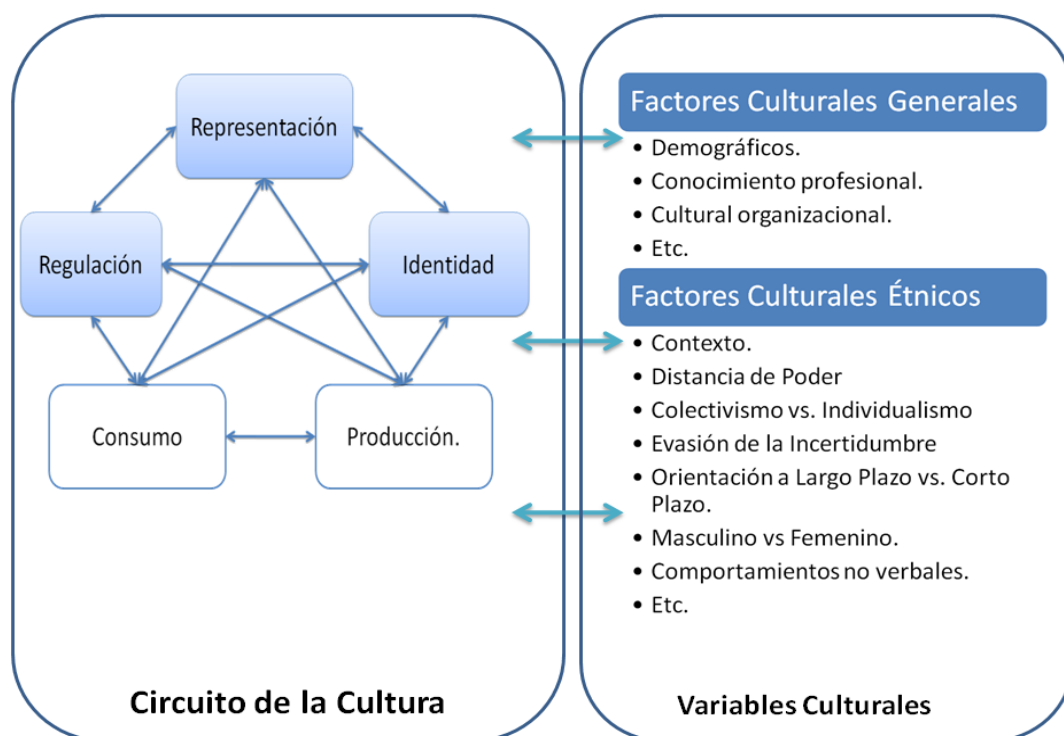 Representación
Regulación
Identidad
Consumo
Producción.
Circuito de la Cultura
Factores Culturales Generales
• Demográficos.
• Conocimiento profesional.
• Cultural organizacional.
• Etc.
Factores Culturales Étnicos
• Contexto.
• Distancia de Poder
• Colectivismo vs. Individualismo
• Evasión de la Incertidumbre
• Orientación a Largo Plazo vs. Corto
Plazo.
• Masculino vs Femenino.
• Comportamientos no verbales.
• Etc.
Variables Culturales